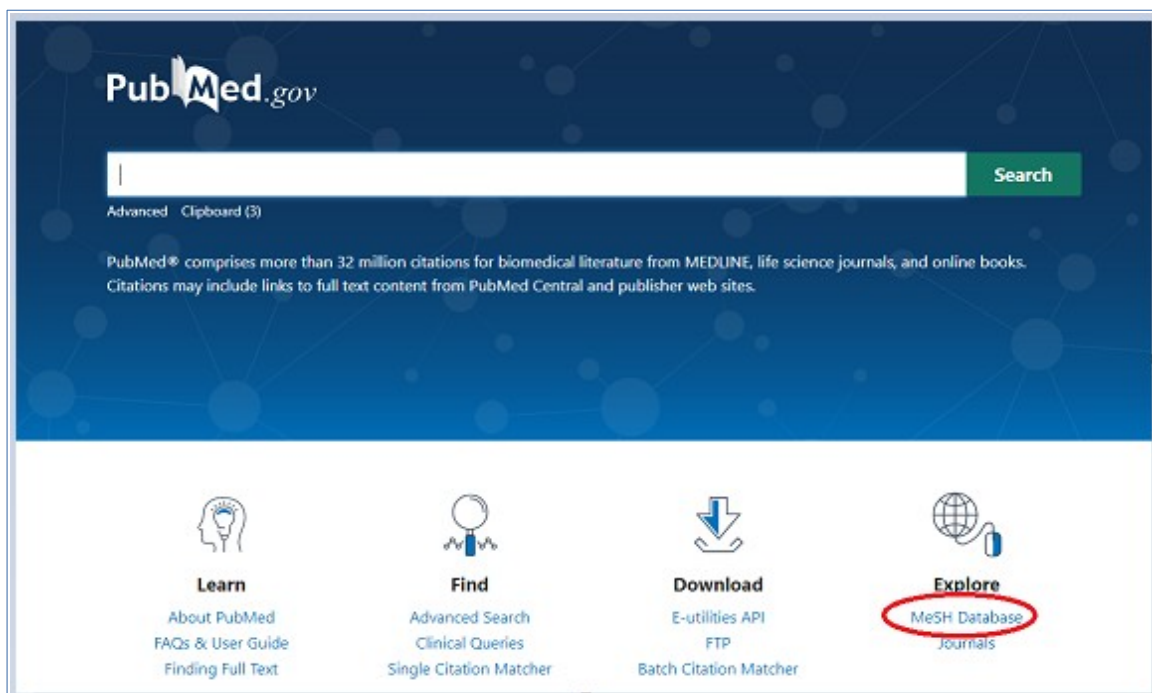 PubMed.gov
Search
Advanced Clipboard (3)
PubMed® comprises more than 32 million citations for biomedical literature from MEDLINE, life science journals, and online books.
Citations may include links to full text content from PubMed Central and publisher web sites.
Learn
About PubMed
FAQs & User Guide
Finding Full Text
Find
Advanced Search
Clinical Queries
Single Citation Matcher
Download
E-utilities API
FTP
Batch Citation Matcher
Explore
MeSH Database
Journals